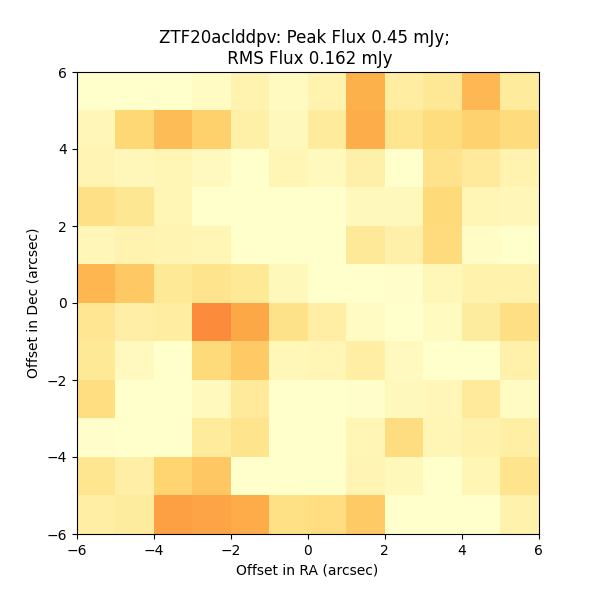 ZTF20aclddpv: Peak Flux 0.45 mJy;
RMS Flux 0.162 mJy
6
4
2
0
−2
−4
−6
Offset in Dec (arcsec)
−6 −4 −2 0 2 4 6
Offset in RA (arcsec)